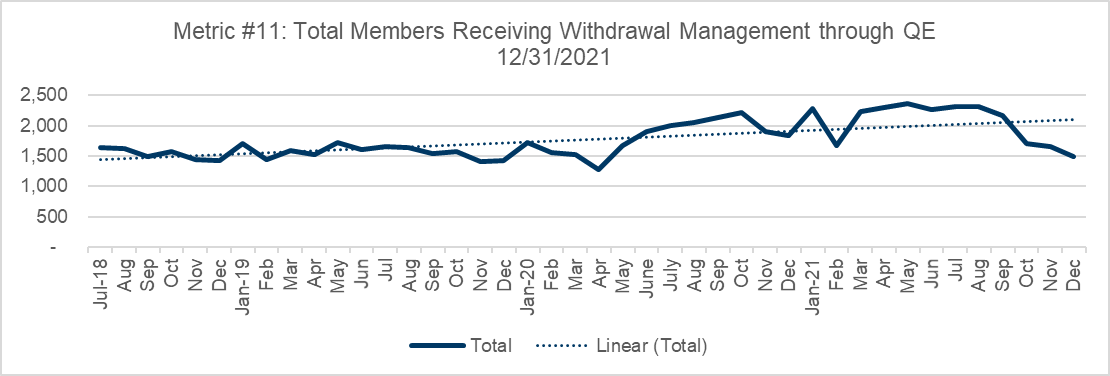 Metric #11: Total Members Receiving Withdrawal Management through QE
12/31/2021
2,500
2,000
1,500
1,000
500
-
Jul-18 Aug Sep Oct Nov Dec Jan-19 Feb Mar Apr May Jun Jul Aug Sep Oct Nov Dec Jan-20 Feb Mar Apr May June July Aug Sep Oct Nov Dec Jan-21 Feb Mar Apr May Jun Jul Aug Sep Oct Nov Dec
Total Linear (Total)